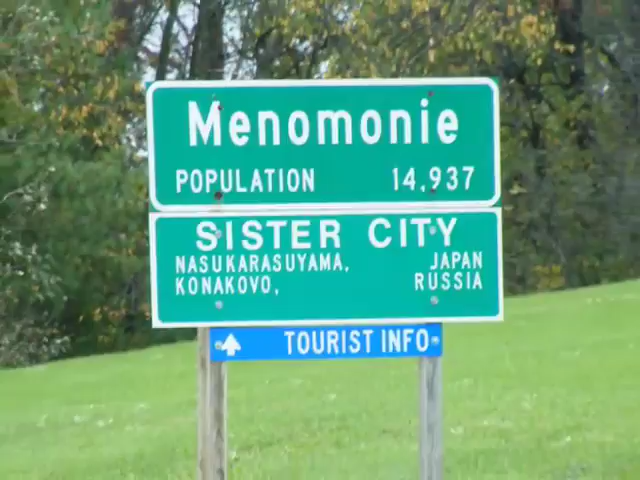 Menomonie
POPULATION 14,937
SISTER CITY
NASUKARASUYAMA, JAPAN
KONAKOVO, RUSSIA
TOURIST INFO